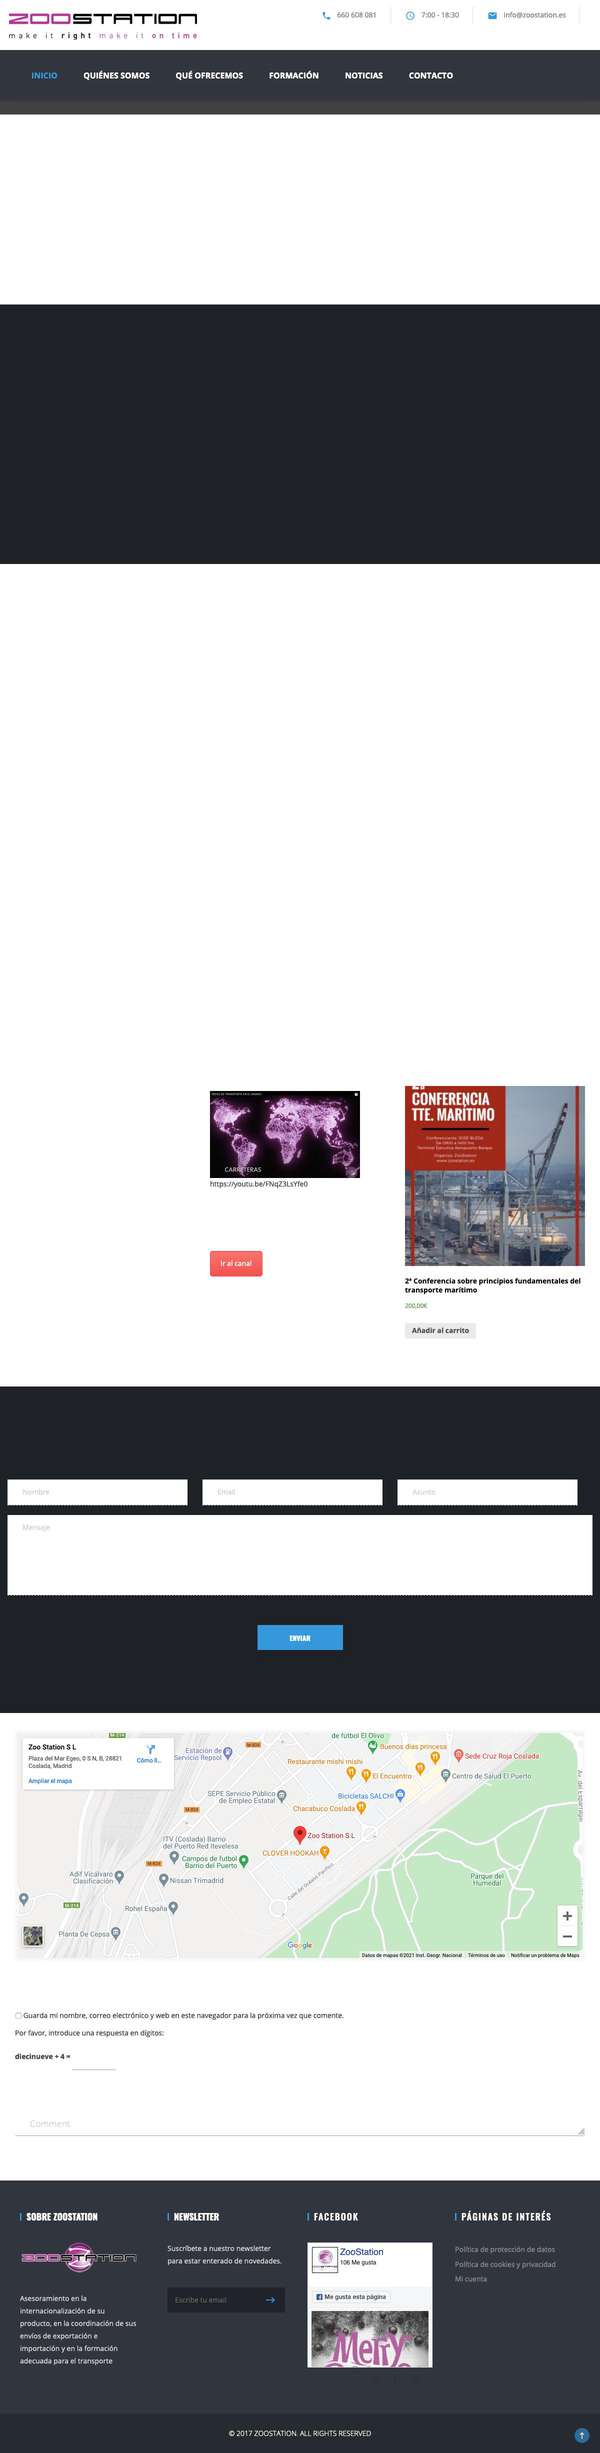 ZOOSTATION
make it right make it on time
660 608 081
7:00 - 18:30
info@zoostation.es
INICIO
QUIÉNES SOMOS
QUÉ OFRECEMOS
FORMACIÓN
NOTICIAS
CONTACTO
CARRETERAS
https://youtu.be/FNqZ3LsYfe0
Ir al canal
CONFERENCIA
TTE. MARÍTIMO
2ª Conferencia sobre principios fundamentales del
transporte marítimo
200,00€
Añadir al carrito
Nombre
Email
Asunto
Mensaje
ENVIAR
Zoo Station S L
Plaza del Mar Egeo, 0 S N, B, 28821
Coslada, Madrid
Cómo ll...
Ampliar el mapa
Estación de
Servicio Repsol
de fútbol El Olivo
Buenos días princesa
Restaurante mishi mishi
Sede Cruz Roja Coslada
El Encuentro
Centro de Salud El Puerto
SEPE Servicio Público
de Empleo Estatal
Bicicletas SALCHI
Chacabuco Coslada
Zoo Station S L
ITV (Coslada) Barrio
del Puerto Red Itevelesa
CLOVER HOOKAH
Campos de futbol
Barrio del Puerto
Adif Vicálvaro
Clasificación
Nissan Trimadrid
Parque del
Humedal
Rohel España
Calle del Océano Pacífico
Planta De Cepsa
Google
Datos de mapas ©2021 Inst. Geogr. Nacional
Términos de uso
Notificar un problema de Maps
Guarda mi nombre, correo electrónico y web en este navegador para la próxima vez que comente.
Por favor, introduce una respuesta en dígitos:
diecinueve + 4 =
Comment
SOBRE ZOOSTATION
NEWSLETTER
FACEBOOK
PÁGINAS DE INTERÉS
ZOOSTATION
Asesoramiento en la
internacionalización de su
producto, en la coordinación de sus
envíos de exportación e
importación y en la formación
adecuada para el transporte
Suscríbete a nuestro newsletter
para estar enterado de novedades.
Escribe tu email
ZooStation
106 Me gusta
Me gusta esta página
Merry
Política de protección de datos
Política de cookies y privacidad
Mi cuenta
© 2017 ZOOSTATION. ALL RIGHTS RESERVED